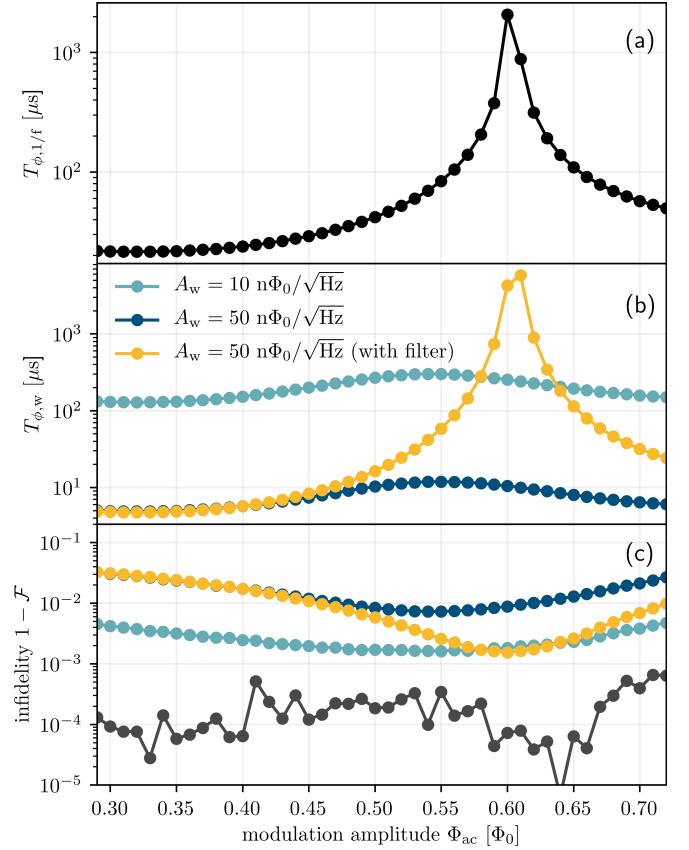 (a)
10³
10²
T_{ϕ,1/f} [μs]
(b)
A_w = 10 nΦ₀/√Hz
A_w = 50 nΦ₀/√Hz
A_w = 50 nΦ₀/√Hz (with filter)
10³
10²
10¹
T_{ϕ,w} [μs]
(c)
10⁻¹
10⁻²
10⁻³
10⁻⁴
10⁻⁵
infidelity 1 − 𝓕
0.30 0.35 0.40 0.45 0.50 0.55 0.60 0.65 0.70
modulation amplitude Φ_ac [Φ₀]